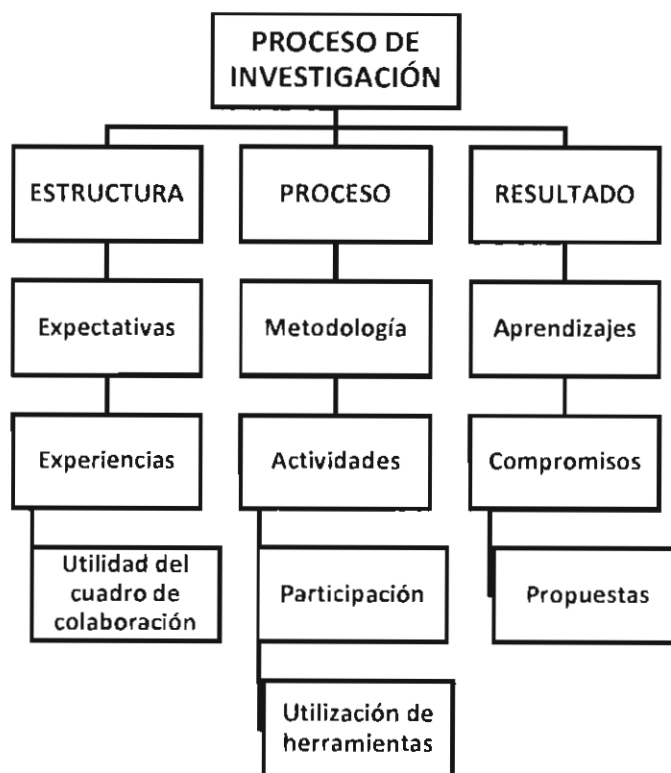 PROCESO DE
INVESTIGACIÓN
ESTRUCTURA
PROCESO
RESULTADO
Expectativas
Metodología
Aprendizajes
Experiencias
Actividades
Compromisos
Utilidad del
cuadro de
colaboración
Participación
Propuestas
Utilización de
herramientas